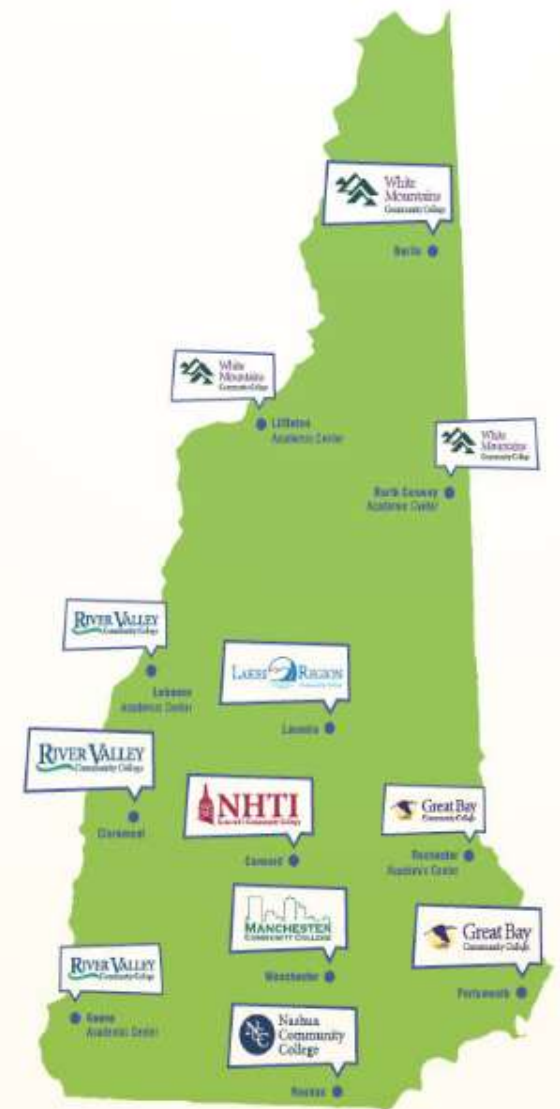 White
Mountains
Community College
Berlin
White
Mountains
Community College
Littleton
Academic Center
White
Mountains
Community College
North Conway
Academic Center
RIVER VALLEY
Community College
Lebanon
Academic Center
LAKES REGION
Community College
Laconia
RIVER VALLEY
Community College
Claremont
NHTI
Concord's Community College
Concord
Great Bay
Community College
Rochester
Academic Center
MANCHESTER
COMMUNITY COLLEGE
Manchester
Great Bay
Community College
Portsmouth
RIVER VALLEY
Community College
Keene
Academic Center
NCC
Nashua
Community
College
Nashua